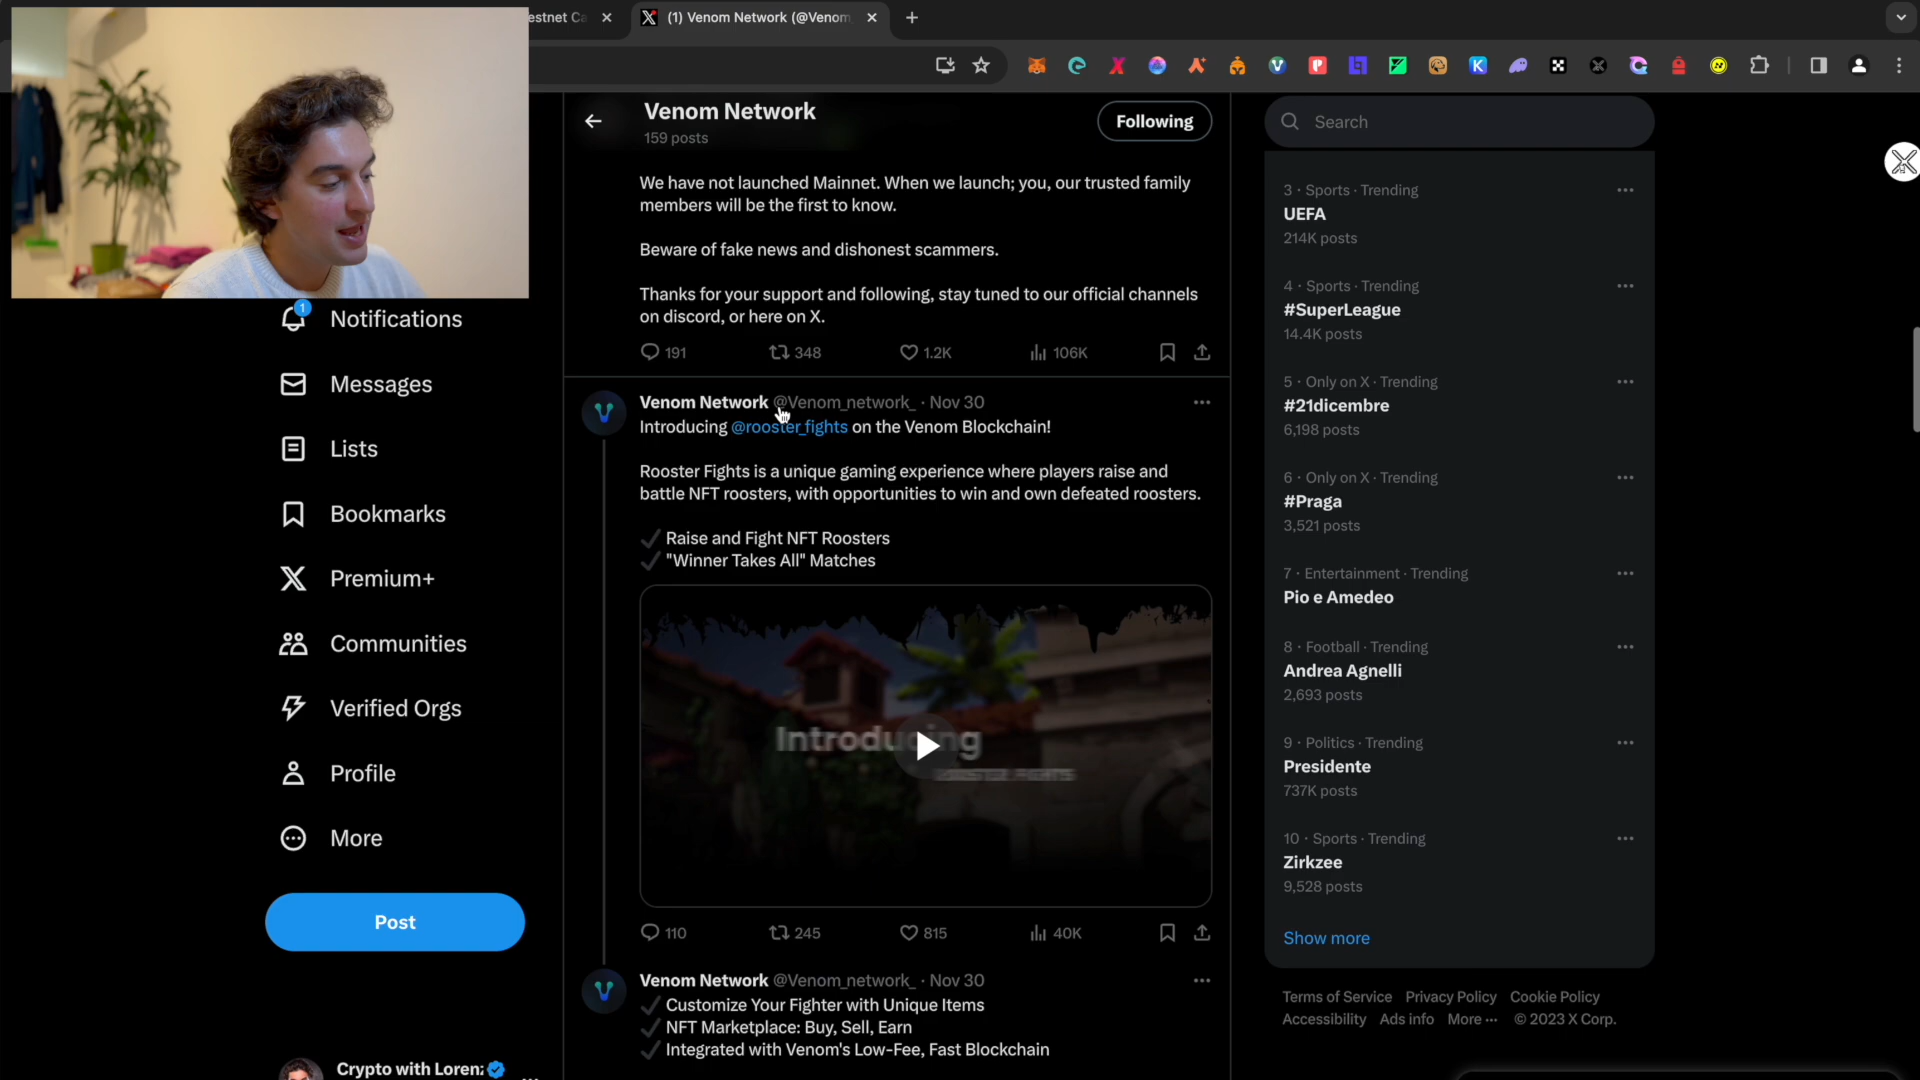 estnet Ca
(1) Venom Network (@Venom
Venom Network
159 posts
Following
We have not launched Mainnet. When we launch; you, our trusted family
members will be the first to know.
Beware of fake news and dishonest scammers.
Thanks for your support and following, stay tuned to our official channels
on discord, or here on X.
191 348 1.2K 106K
Venom Network @Venom_network_ · Nov 30
Introducing @rooster_fights on the Venom Blockchain!
Rooster Fights is a unique gaming experience where players raise and
battle NFT roosters, with opportunities to win and own defeated roosters.
Raise and Fight NFT Roosters
"Winner Takes All" Matches
Introducing
110 245 815 40K
Venom Network @Venom_network_ · Nov 30
Customize Your Fighter with Unique Items
NFT Marketplace: Buy, Sell, Earn
Integrated with Venom's Low-Fee, Fast Blockchain
1
Notifications
Messages
Lists
Bookmarks
Premium+
Communities
Verified Orgs
Profile
More
Post
Crypto with Loren
Search
3 · Sports · Trending
UEFA
214K posts
4 · Sports · Trending
#SuperLeague
14.4K posts
5 · Only on X · Trending
#21dicembre
6,198 posts
6 · Only on X · Trending
#Praga
3,521 posts
7 · Entertainment · Trending
Pio e Amedeo
8 · Football · Trending
Andrea Agnelli
2,693 posts
9 · Politics · Trending
Presidente
737K posts
10 · Sports · Trending
Zirkzee
9,528 posts
Show more
Terms of Service Privacy Policy Cookie Policy
Accessibility Ads info More ··· © 2023 X Corp.